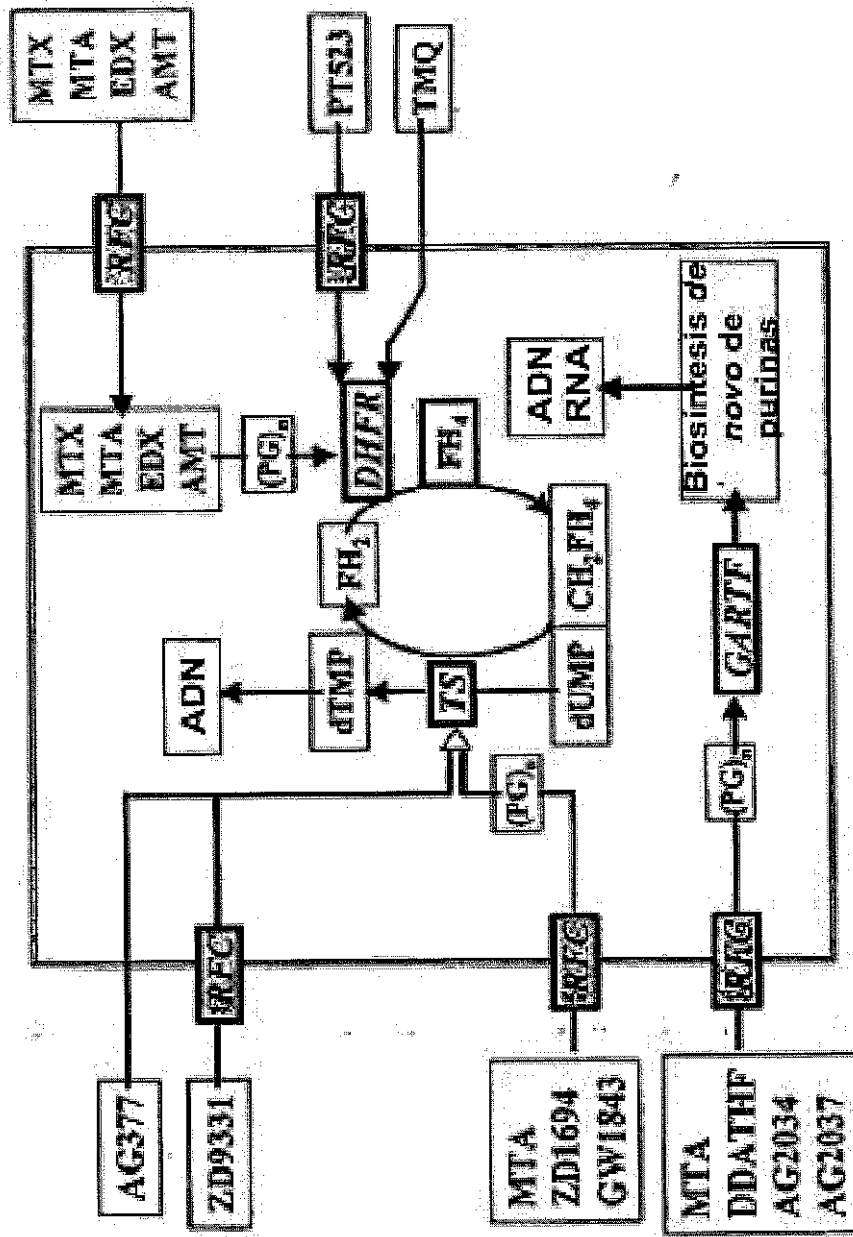 AG377
ZD9331
RFC
MTA
ZD1694
GW1843
RFC
MTA
DDATHF
AG2034
AG2037
(PG)n
(PG)n
GARTF
Biosíntesis de
novo de
purinas
ADN
RNA
ADN
dTMP
TS
dUMP
CH2FH4
FH2
FH4
DHFR
(PG)n
MTX
MTA
EDX
AMT
RFC
MTX
MTA
EDX
AMT
RFC
PT523
TMQ